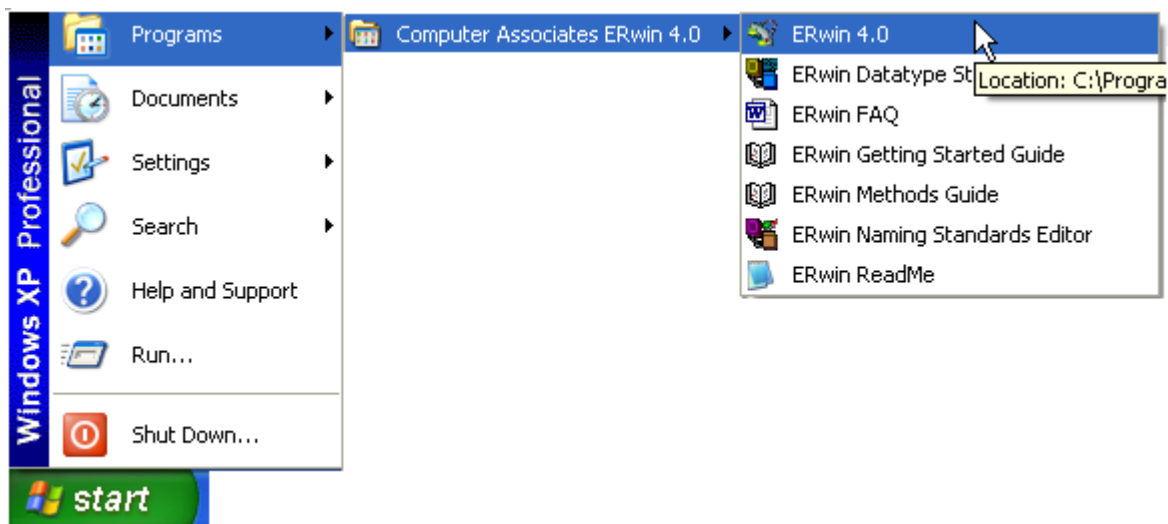 Windows XP Professional
Programs
Documents
Settings
Search
Help and Support
Run...
Shut Down...
start
Computer Associates ERwin 4.0
ERwin 4.0
ERwin Datatype St
Location: C:\Progra
ERwin FAQ
ERwin Getting Started Guide
ERwin Methods Guide
ERwin Naming Standards Editor
ERwin ReadMe